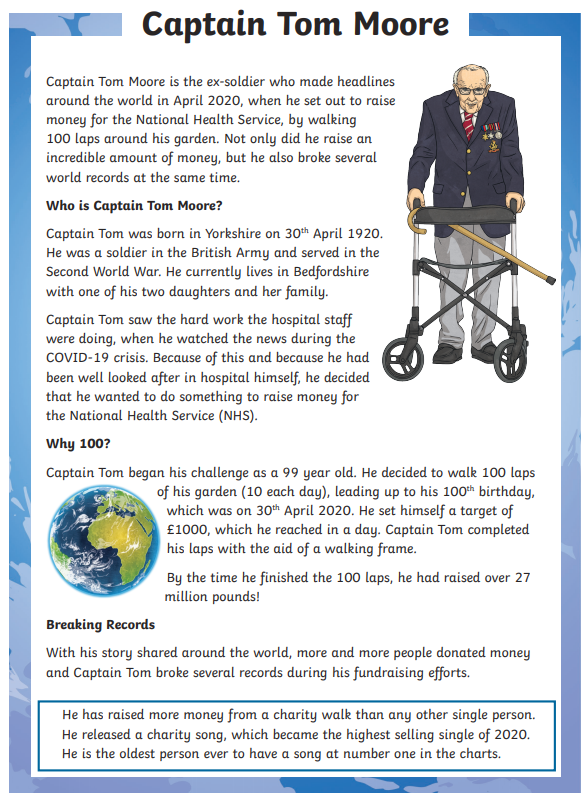 Captain Tom Moore
Captain Tom Moore is the ex-soldier who made headlines
around the world in April 2020, when he set out to raise
money for the National Health Service, by walking
100 laps around his garden. Not only did he raise an
incredible amount of money, but he also broke several
world records at the same time.
Who is Captain Tom Moore?
Captain Tom was born in Yorkshire on 30th April 1920.
He was a soldier in the British Army and served in the
Second World War. He currently lives in Bedfordshire
with one of his two daughters and her family.
Captain Tom saw the hard work the hospital staff
were doing, when he watched the news during the
COVID-19 crisis. Because of this and because he had
been well looked after in hospital himself, he decided
that he wanted to do something to raise money for
the National Health Service (NHS).
Why 100?
Captain Tom began his challenge as a 99 year old. He decided to walk 100 laps
of his garden (10 each day), leading up to his 100th birthday,
which was on 30th April 2020. He set himself a target of
£1000, which he reached in a day. Captain Tom completed
his laps with the aid of a walking frame.
By the time he finished the 100 laps, he had raised over 27
million pounds!
Breaking Records
With his story shared around the world, more and more people donated money
and Captain Tom broke several records during his fundraising efforts.
He has raised more money from a charity walk than any other single person.
He released a charity song, which became the highest selling single of 2020.
He is the oldest person ever to have a song at number one in the charts.